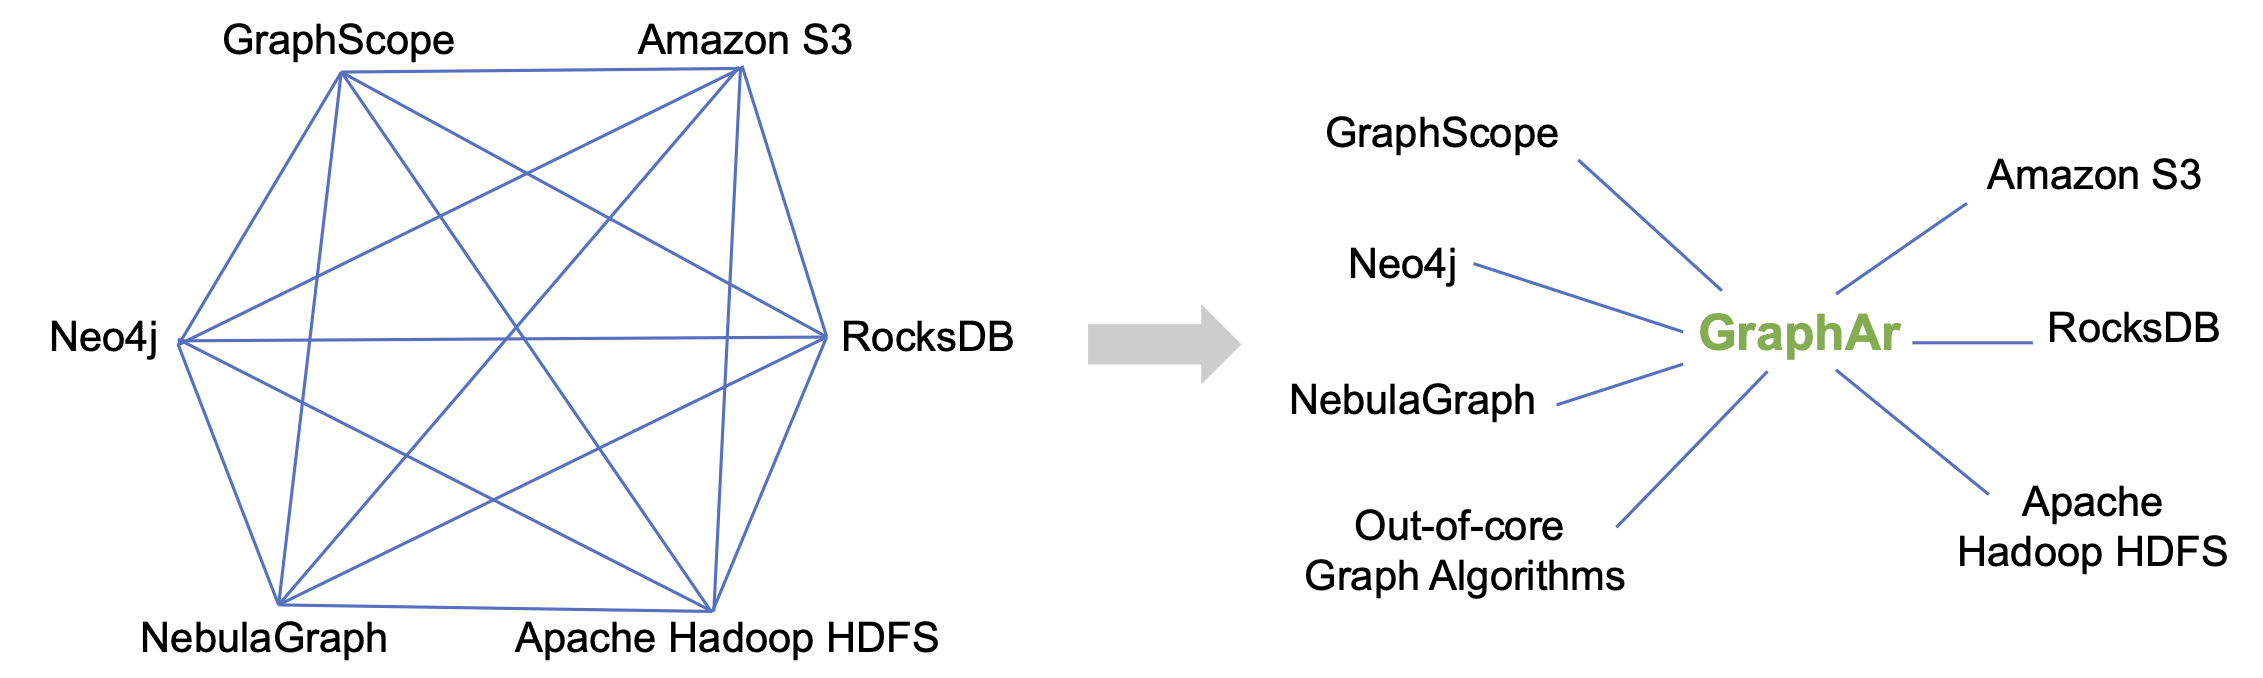 GraphScope
Amazon S3
Neo4j
RocksDB
NebulaGraph
Apache Hadoop HDFS
GraphScope
Amazon S3
Neo4j
GraphAr
RocksDB
NebulaGraph
Out-of-core
Graph Algorithms
Apache
Hadoop HDFS